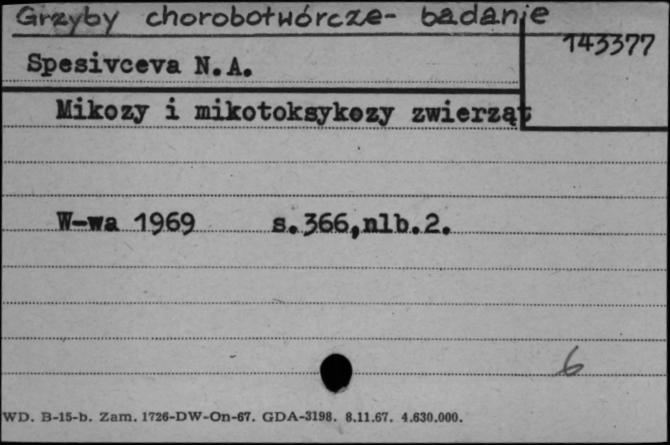 Grzyby chorobotwórcze- badanie
143377
Spesivceva N.A.
Mikozy i mikotoksykozy zwierząt
W-wa 1969 s.366,nlb.2.
6
WD. B-15-b. Zam. 1726-DW-On-67. GDA-3198. 8.11.67. 4.630.000.